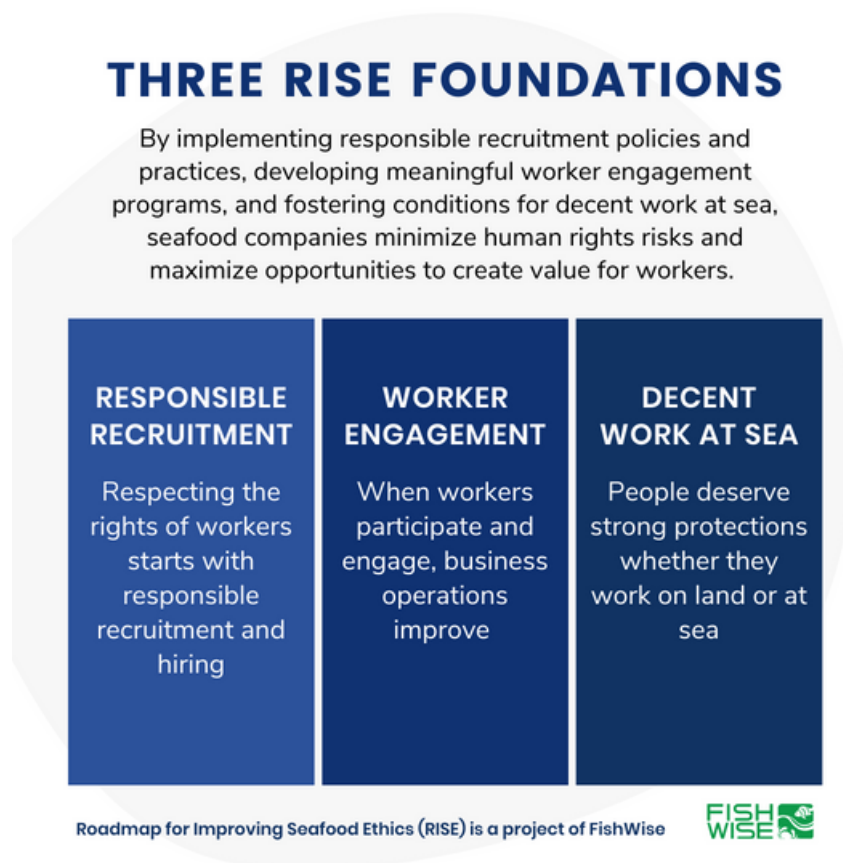 THREE RISE FOUNDATIONS
By implementing responsible recruitment policies and
practices, developing meaningful worker engagement
programs, and fostering conditions for decent work at sea,
seafood companies minimize human rights risks and
maximize opportunities to create value for workers.
RESPONSIBLE
RECRUITMENT
Respecting the
rights of workers
starts with
responsible
recruitment and
hiring
WORKER
ENGAGEMENT
When workers
participate and
engage, business
operations
improve
DECENT
WORK AT SEA
People deserve
strong protections
whether they
work on land or at
sea
Roadmap for Improving Seafood Ethics (RISE) is a project of FishWise
FISH
WISE